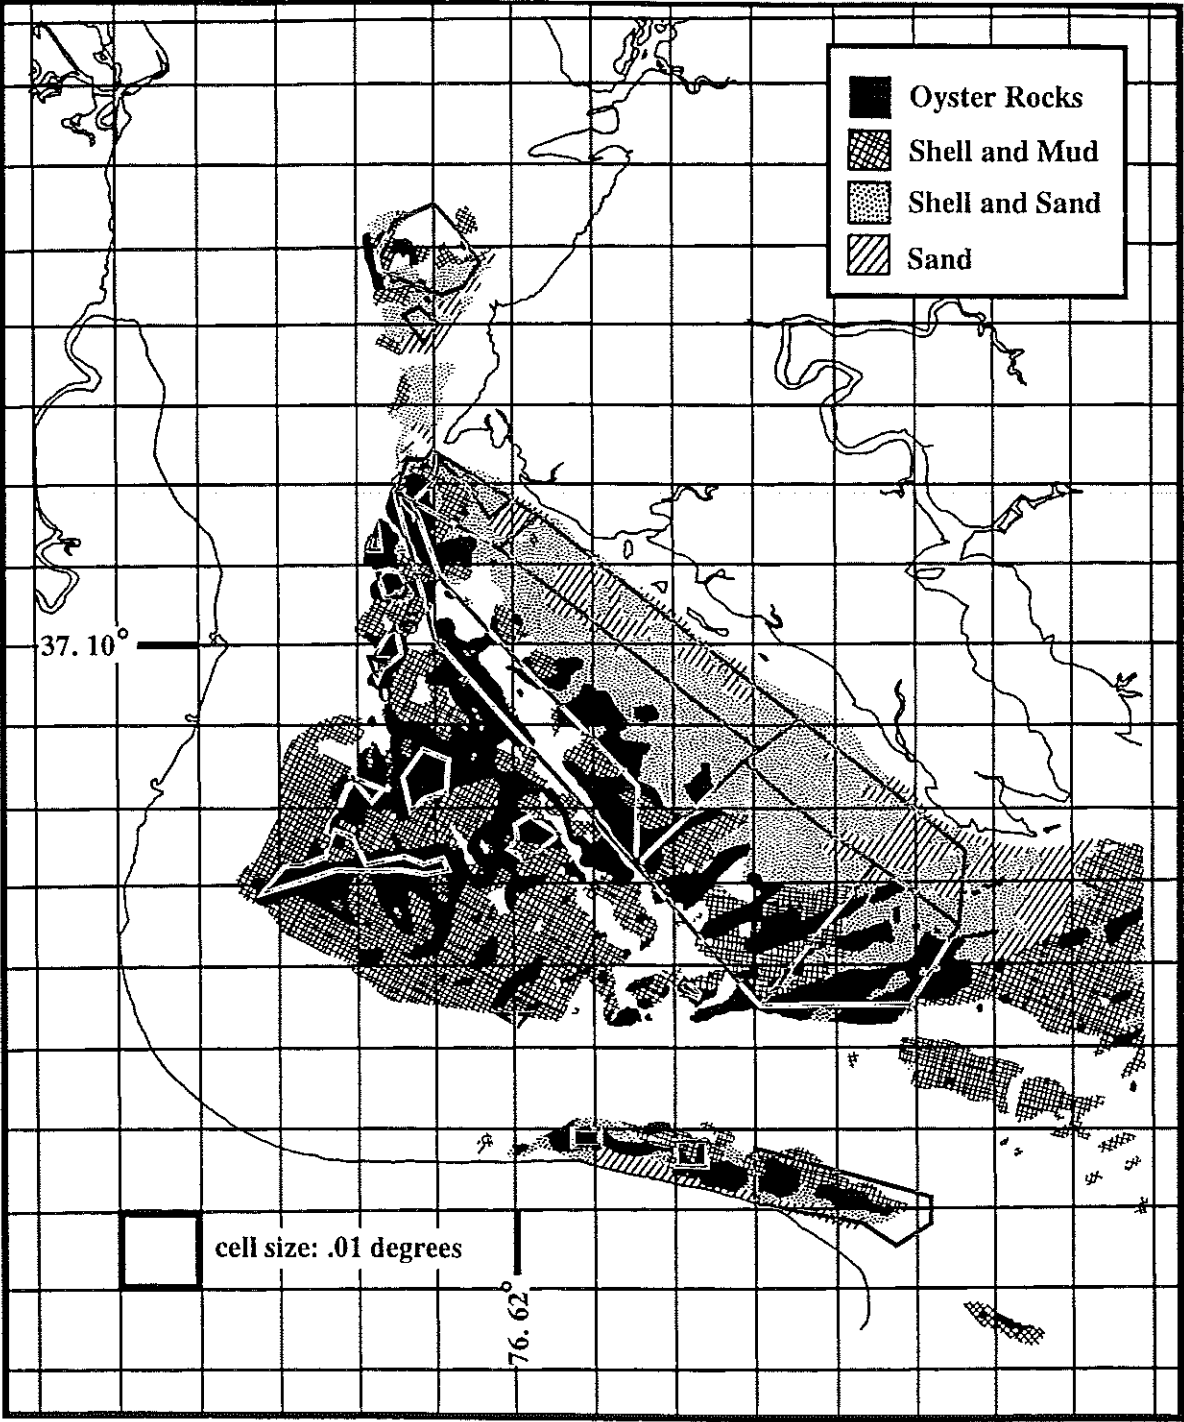 Oyster Rocks
Shell and Mud
Shell and Sand
Sand
37.10°
cell size: .01 degrees
76.62°